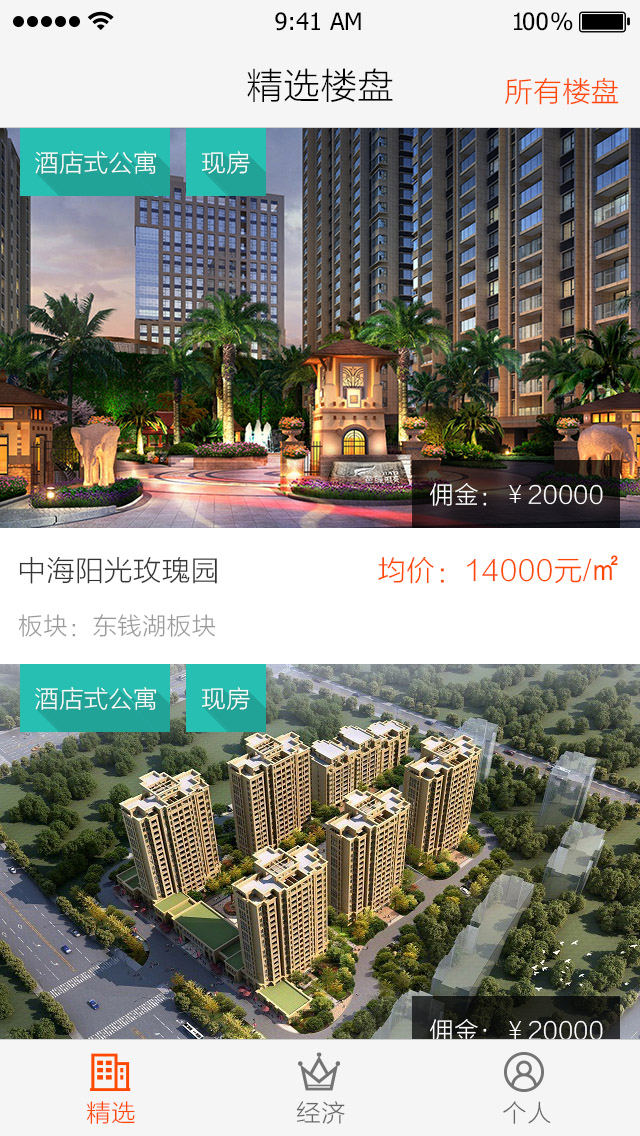 9:41 AM
100%
精选楼盘
所有楼盘
酒店式公寓
现房
佣金：￥20000
中海阳光玫瑰园
均价：14000元/㎡
板块：东钱湖板块
酒店式公寓
现房
佣金：￥20000
精选
经济
个人